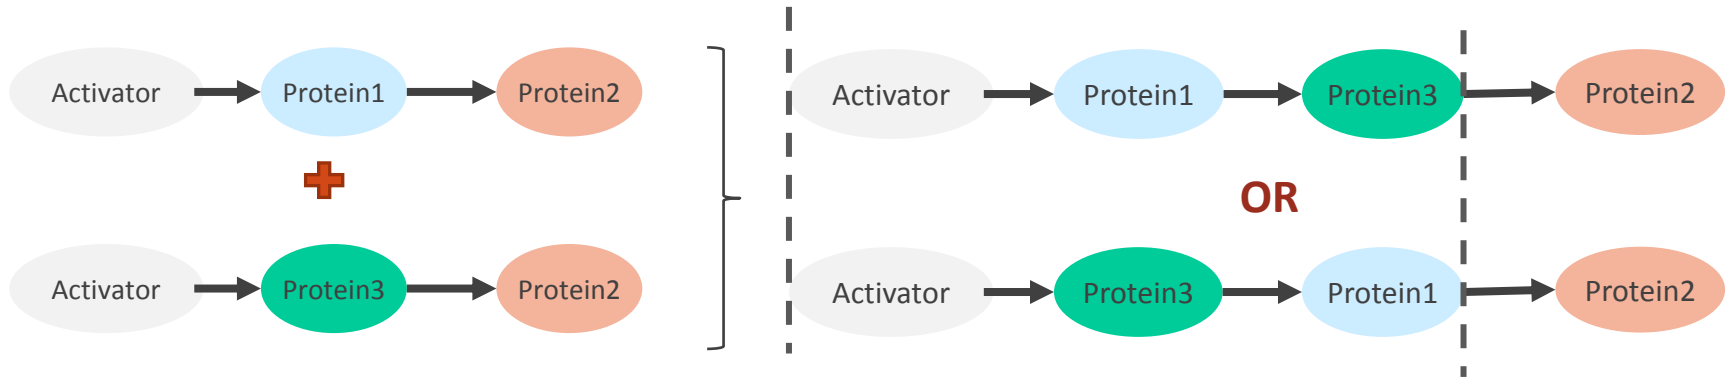 Activator Protein1 Protein2
Activator Protein3 Protein2
Activator Protein1 Protein3 Protein2
OR
Activator Protein3 Protein1 Protein2